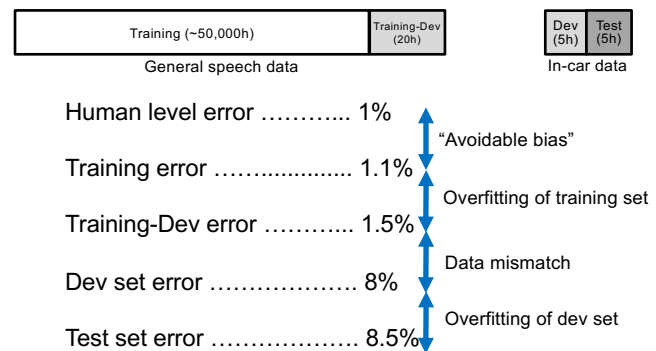 Training (~50,000h)
Training-Dev
(20h)
Dev
(5h)
Test
(5h)
General speech data
In-car data
Human level error ………... 1%
“Avoidable bias”
Training error ……............... 1.1%
Overfitting of training set
Training-Dev error ………... 1.5%
Data mismatch
Dev set error ………………. 8%
Overfitting of dev set
Test set error ……………… 8.5%